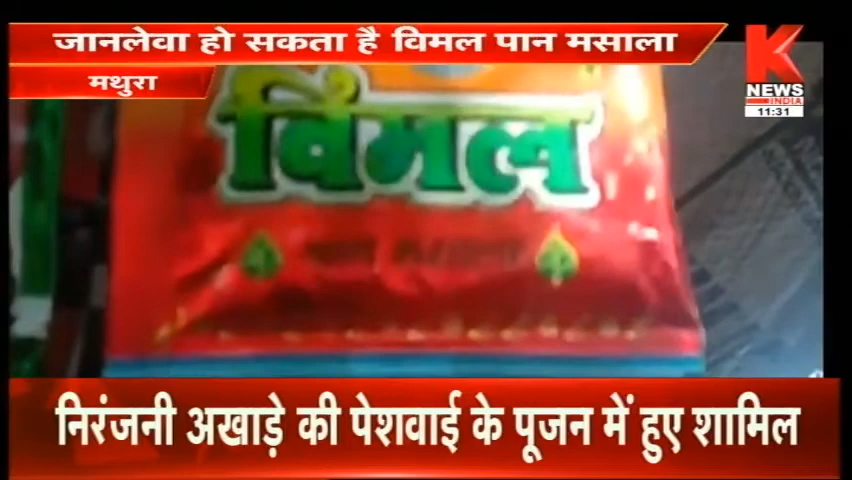 जानलेवा हो सकता है विमल पान मसाला
मथुरा
K
NEWS
INDIA
11:31
विमल
निरंजनी अखाड़े की पेशवाई के पूजन में हुए शामिल